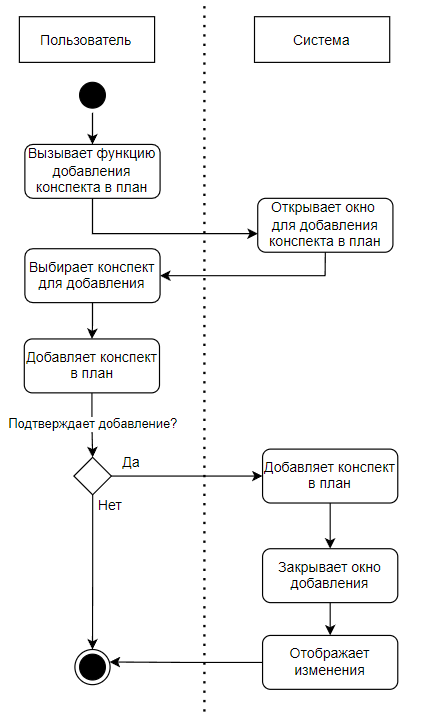 Пользователь
Система
Вызывает функцию
добавления
конспекта в план
Открывает окно
для добавления
конспекта в план
Выбирает конспект
для добавления
Добавляет конспект
в план
Подтверждает добавление?
Да
Нет
Добавляет конспект
в план
Закрывает окно
добавления
Отображает
изменения